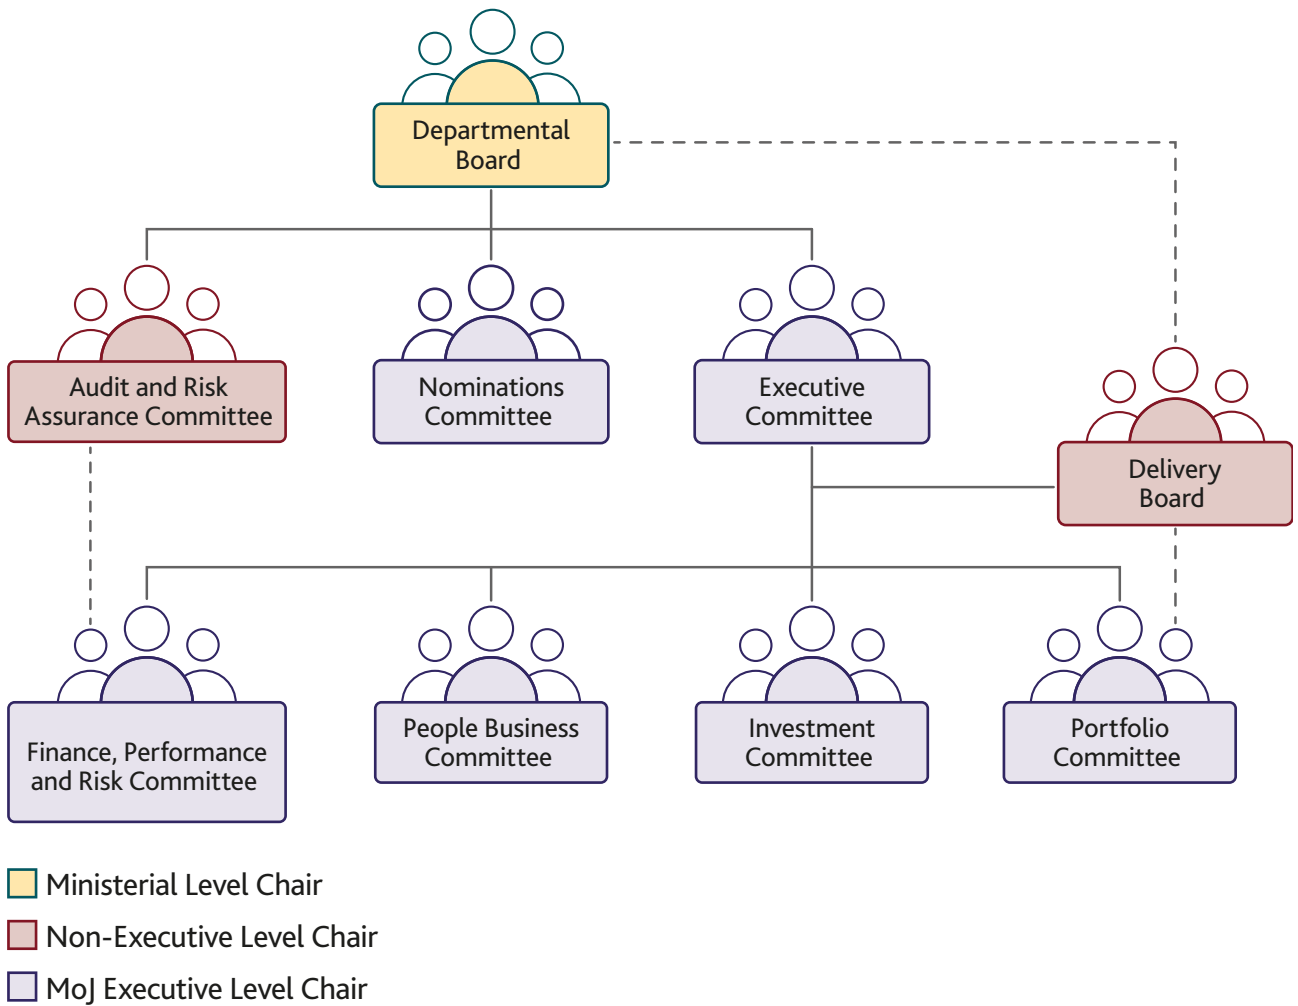 Departmental
Board
Audit and Risk
Assurance Committee
Nominations
Committee
Executive
Committee
Delivery
Board
Finance, Performance
and Risk Committee
People Business
Committee
Investment
Committee
Portfolio
Committee
Ministerial Level Chair
Non-Executive Level Chair
MoJ Executive Level Chair